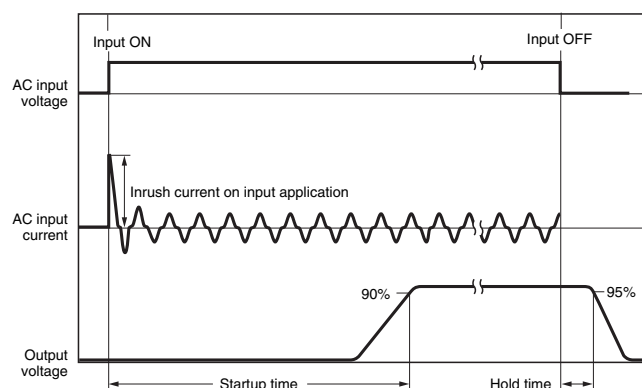 Input ON
Input OFF
AC input
voltage
Inrush current on input application
AC input
current
90%
95%
Output
voltage
Startup time
Hold time